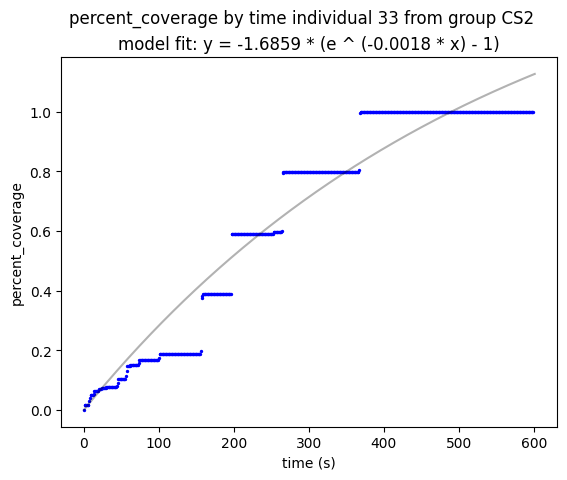 percent_coverage by time individual 33 from group CS2
model fit: y = -1.6859 * (e ^ (-0.0018 * x) - 1)
1.0
0.8
0.6
0.4
0.2
0.0
percent_coverage
0 100 200 300 400 500 600
time (s)